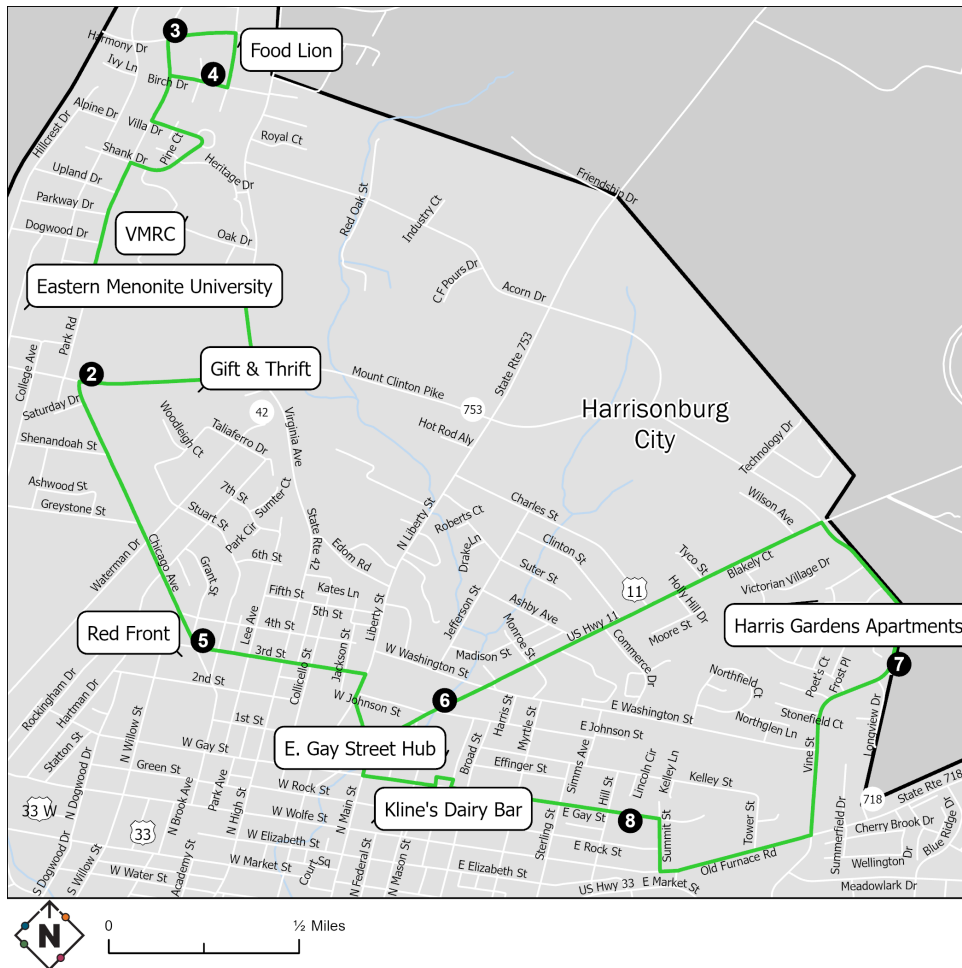 3
Harmony Dr
Food Lion
Ivy Ln
Birch Dr
4
Alpine Dr
Villa Dr
Hillcrest Dr
Pine Ct
Royal Ct
Shank Dr
Heritage Dr
Upland Dr
Friendship Dr
Parkway Dr
Red Oak St
Industry Ct
Dogwood Dr
VMRC
Oak Dr
C F Pours Dr
Eastern Menonite University
Acorn Dr
Park Rd
State Rte 753
College Ave
2
Gift & Thrift
Mount Clinton Pike
Saturday Dr
Woodleigh Ct
42
Virginia Ave
753
Harrisonburg
City
Taliaferro Dr
Hot Rod Aly
Technology Dr
Shenandoah St
Ashwood St
7th St
Sumter Ct
Greystone St
Stuart St
Park Cir
State Rte 42
Charles St
Wilson Ave
Roberts Ct
N Liberty St
Waterman Dr
Chicago Ave
6th St
Edom Rd
Drake Ln
Clinton St
Tyco St
Blakely Ct
Grant St
Suter St
Victorian Village Dr
Fifth St
Kates Ln
11
Holly Hill Dr
Lee Ave
5th St
Liberty St
Jefferson St
Ashby Ave
US Hwy 11
4th St
Monroe St
Moore St
Harris Gardens Apartments
Red Front
5
3rd St
Jackson St
W Washington St
Madison St
Commerce Dr
7
Collicello St
2nd St
Northfield Ct
Poet's Ct
Frost Pl
Rockingham Dr
Hartman Dr
W Johnson St
6
Harris St
E Washington St
Stonefield Ct
Longview Dr
1st St
Myrtle St
E Johnson St
Northglen Ln
Statton St
N Willow St
W Gay St
E. Gay Street Hub
Broad St
Vine St
Green St
Effinger St
Simms Ave
Lincoln Cir
Kelley Ln
Kelley St
N Dogwood Dr
N Brook Ave
Park Ave
W Rock St
Hill St
State Rte 718
33 W
N High St
N Main St
Kline's Dairy Bar
718
W Wolfe St
E Gay St
8
Cherry Brook Dr
33
Sterling St
Summit St
Tower St
Blue Ridge Dr
W Elizabeth St
E Rock St
Summerfield Dr
S Dogwood Dr
S Willow St
Academy St
W Market St
Court Sq
N Federal St
N Mason St
E Elizabeth St
Old Furnace Rd
Wellington Dr
W Water St
US Hwy 33
E Market St
Meadowlark Dr
N
0
½ Miles